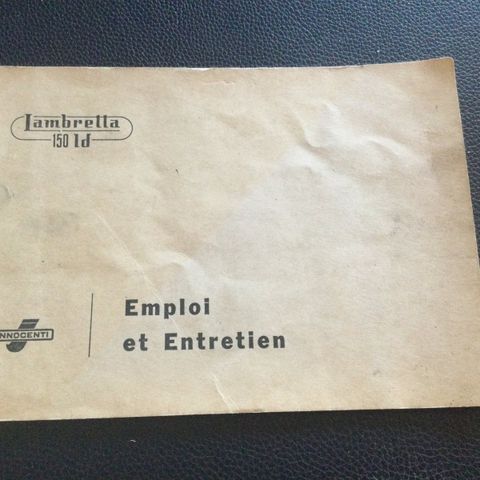 Lambretta
150 ld
INNOCENTI
Emploi
et Entretien